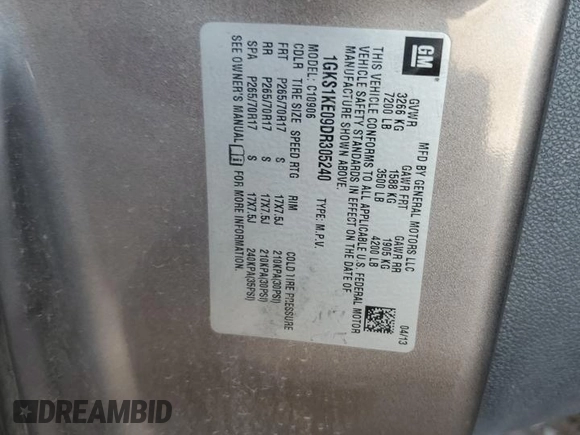 GM
MFD BY GENERAL MOTORS LLC
04/13
GVWR GAWR FRT GAWR RR
3266 KG 1588 KG 1905 KG
7200 LB 3500 LB 4200 LB
THIS VEHICLE CONFORMS TO ALL APPLICABLE U.S. FEDERAL MOTOR
VEHICLE SAFETY STANDARDS IN EFFECT ON THE DATE OF
MANUFACTURE SHOWN ABOVE.
1GKS1KE09DR305240 TYPE: M.P.V.
MODEL: C10906
COLD TIRE PRESSURE
COLR TIRE SIZE SPEED RTG RIM
FRT P265/70R17 S 17X7.5J 210KPA(30PSI)
RR P265/70R17 S 17X7.5J 210KPA(30PSI)
SPA P265/70R17 S 17X7.5J 240KPA(35PSI)
SEE OWNER'S MANUAL FOR MORE INFORMATION.
DREAMBID